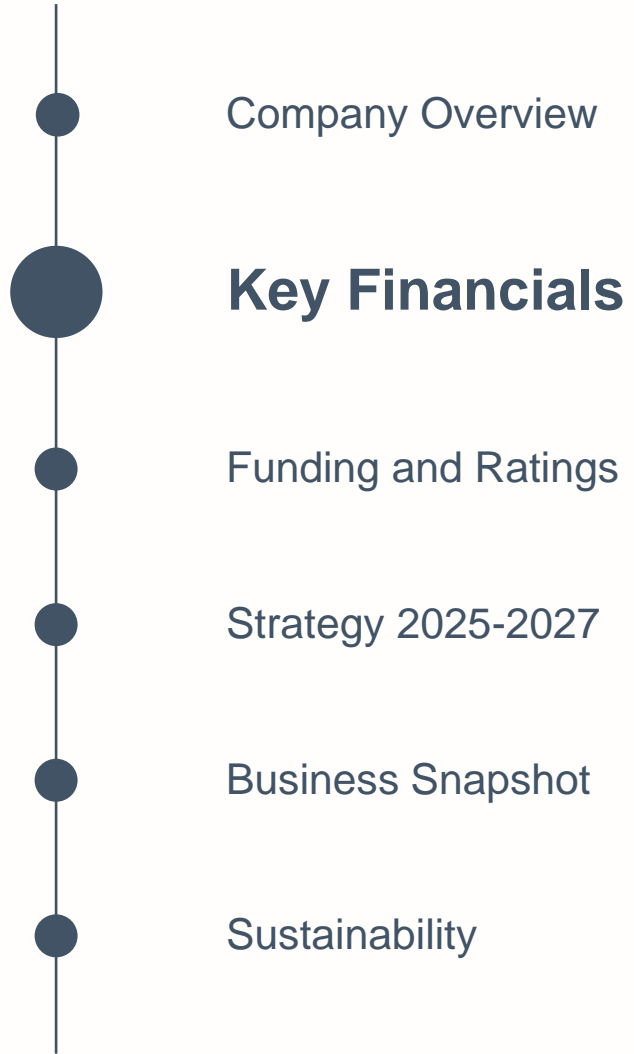 Company Overview
Key Financials
Funding and Ratings
Strategy 2025-2027
Business Snapshot
Sustainability